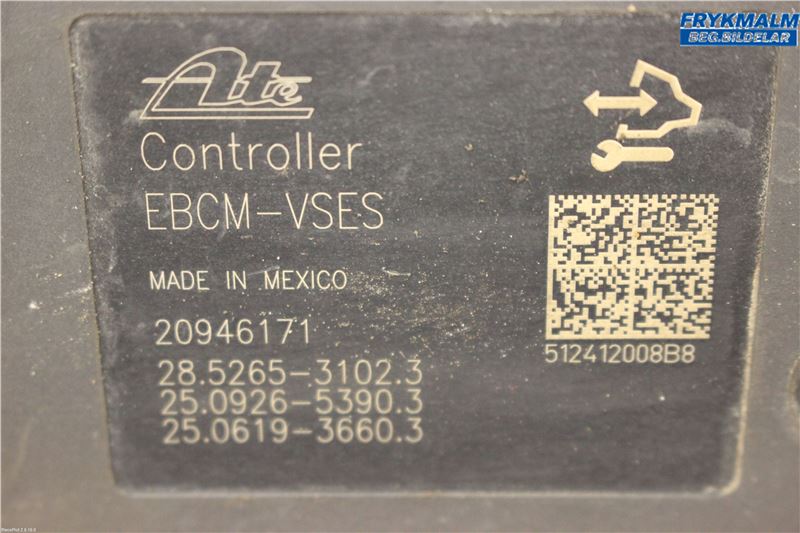 FRYKMALM
BEG.BILDELAR
Ate
Controller
EBCM-VSES
MADE IN MEXICO
20946171
512412008B8
28.5265-3102.3
25.0926-5390.3
25.0619-3660.3